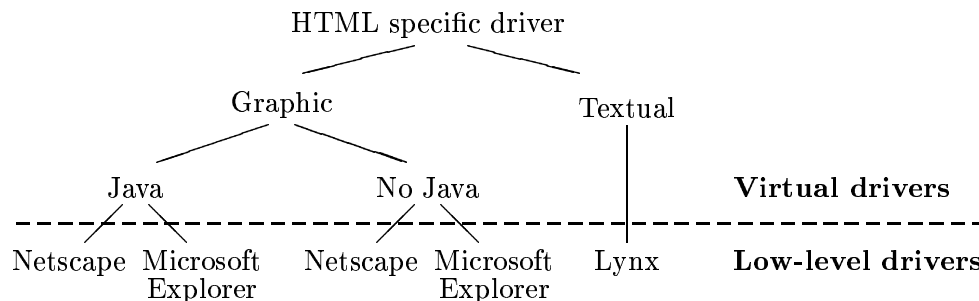 HTML specific driver
Graphic
Textual
Java
No Java
Virtual drivers
Netscape
Microsoft
Explorer
Netscape
Microsoft
Explorer
Lynx
Low-level drivers